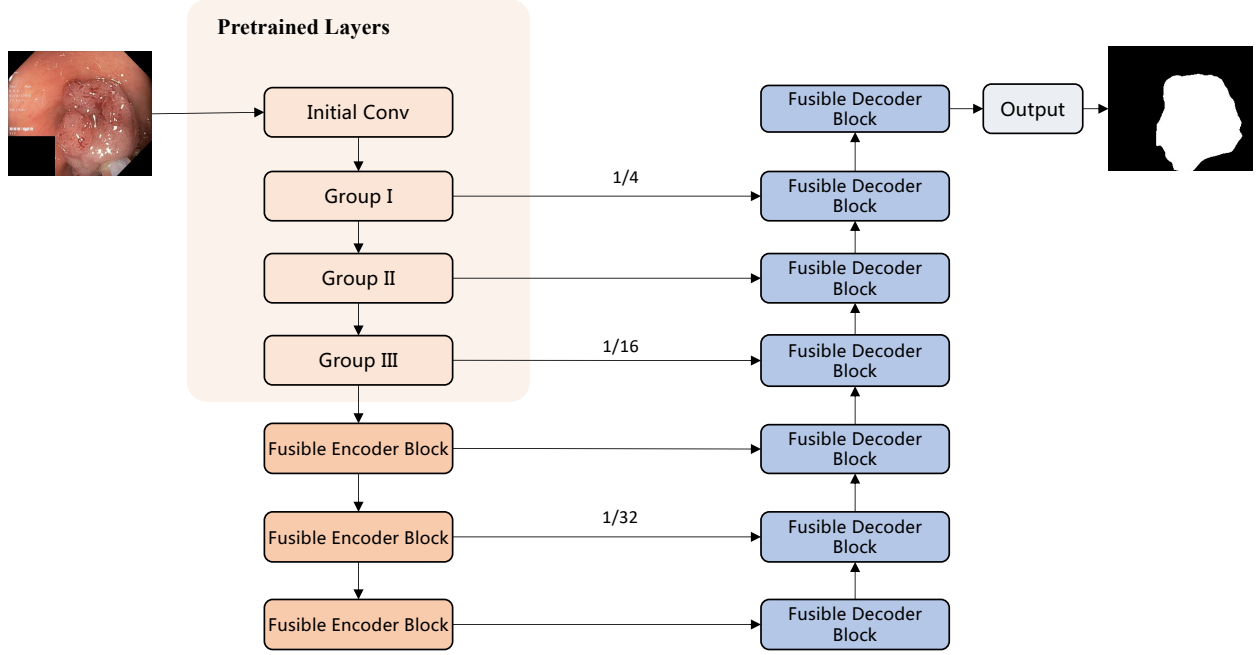 Pretrained Layers
Initial Conv
Group I
Group II
Group III
Fusible Encoder Block
Fusible Encoder Block
Fusible Encoder Block
1/4
1/16
1/32
Fusible Decoder
Block
Fusible Decoder
Block
Fusible Decoder
Block
Fusible Decoder
Block
Fusible Decoder
Block
Fusible Decoder
Block
Fusible Decoder
Block
Output